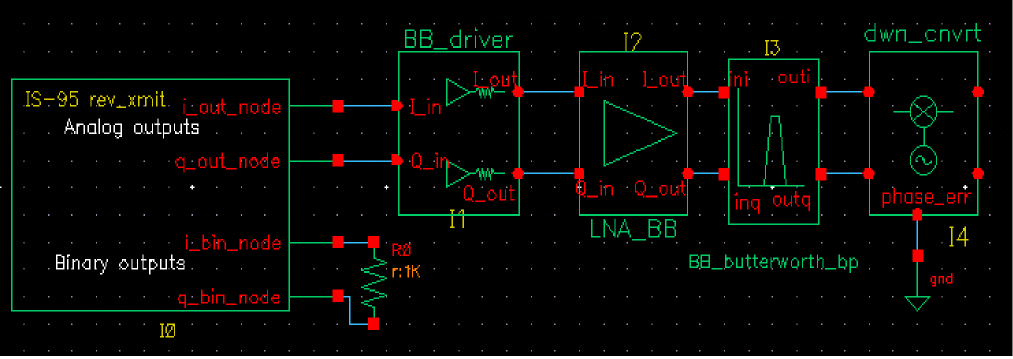 BB_driver
I2
I3
dwn_cnvrt
IS-95 rev_xmit
i_out_node
Analog outputs
q_out_node
I_in
I_out
Q_in
Q_out
I1
I_in
I_out
Q_in
Q_out
LNA_BB
ini
outi
inq
outq
BB_butterworth_bp
phase_err
I4
gnd
i_bin_node
Binary outputs
q_bin_node
R0
r:1K
I0